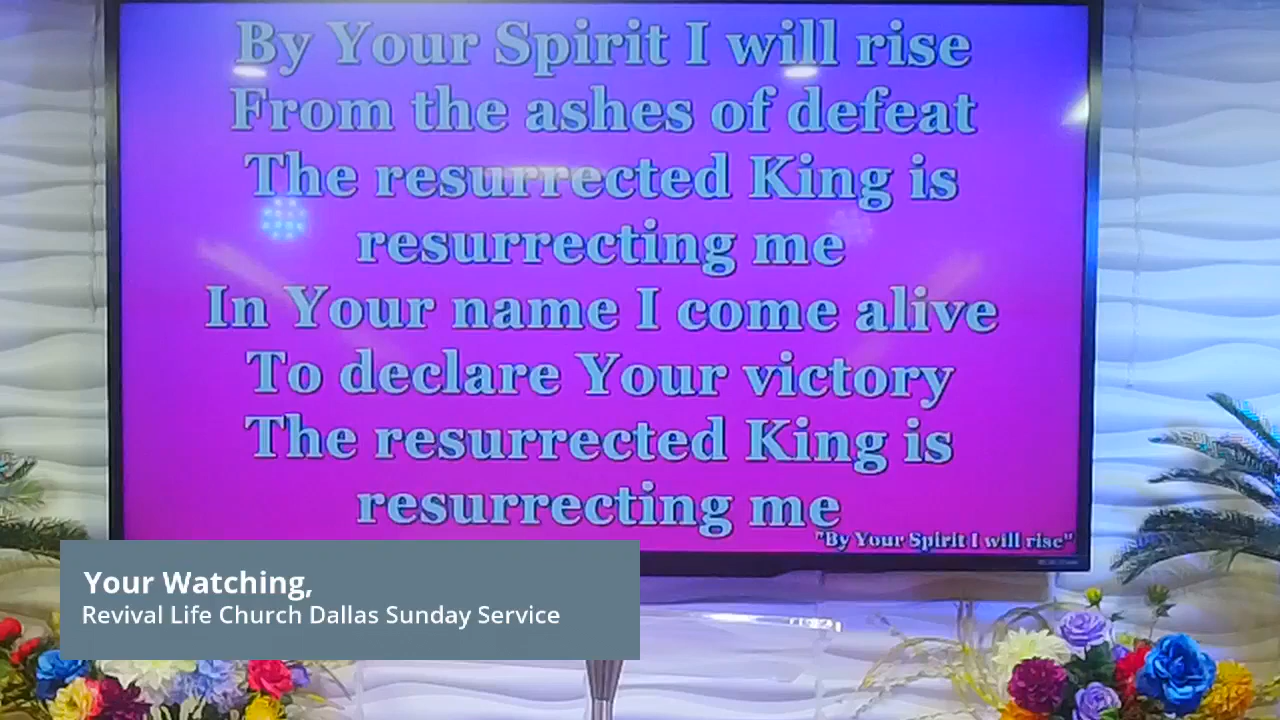 By Your Spirit I will rise
From the ashes of defeat
The resurrected King is
resurrecting me
In Your name I come alive
To declare Your victory
The resurrected King is
resurrecting me
"By Your Spirit I will rise"
Your Watching,
Revival Life Church Dallas Sunday Service